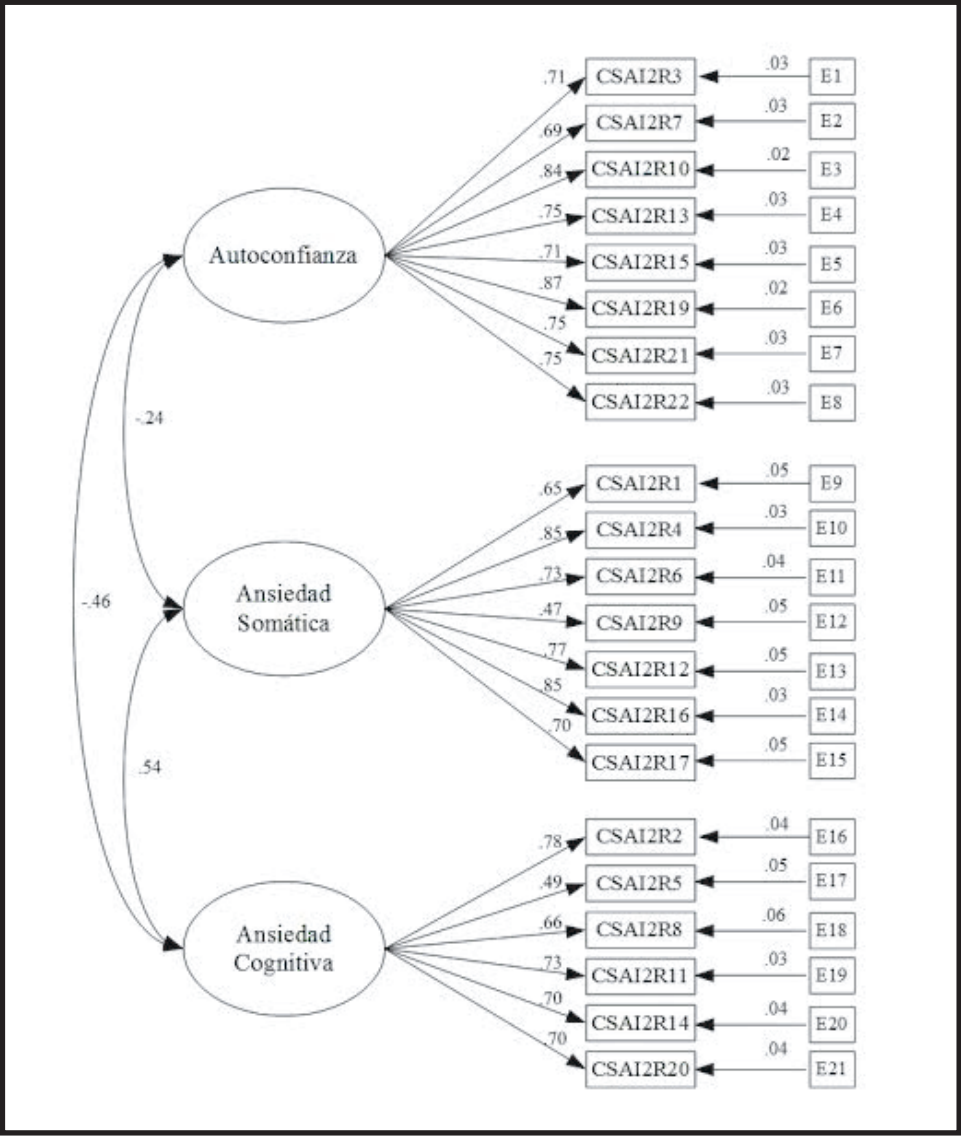 .71 CSAI2R3 .03 E1
.69 CSAI2R7 .03 E2
.84 CSAI2R10 .02 E3
.75 CSAI2R13 .03 E4
Autoconfianza
.71 CSAI2R15 .03 E5
.87 CSAI2R19 .02 E6
.75 CSAI2R21 .03 E7
.75 CSAI2R22 .03 E8
-.24
.65 CSAI2R1 .05 E9
.85 CSAI2R4 .03 E10
.73 CSAI2R6 .04 E11
-.46
Ansiedad
Somática
.47 CSAI2R9 .05 E12
.77 CSAI2R12 .05 E13
.85 CSAI2R16 .03 E14
.70 CSAI2R17 .05 E15
.54
.78 CSAI2R2 .04 E16
.49 CSAI2R5 .05 E17
.66 CSAI2R8 .06 E18
Ansiedad
Cognitiva
.73 CSAI2R11 .03 E19
.70 CSAI2R14 .04 E20
.70 CSAI2R20 .04 E21